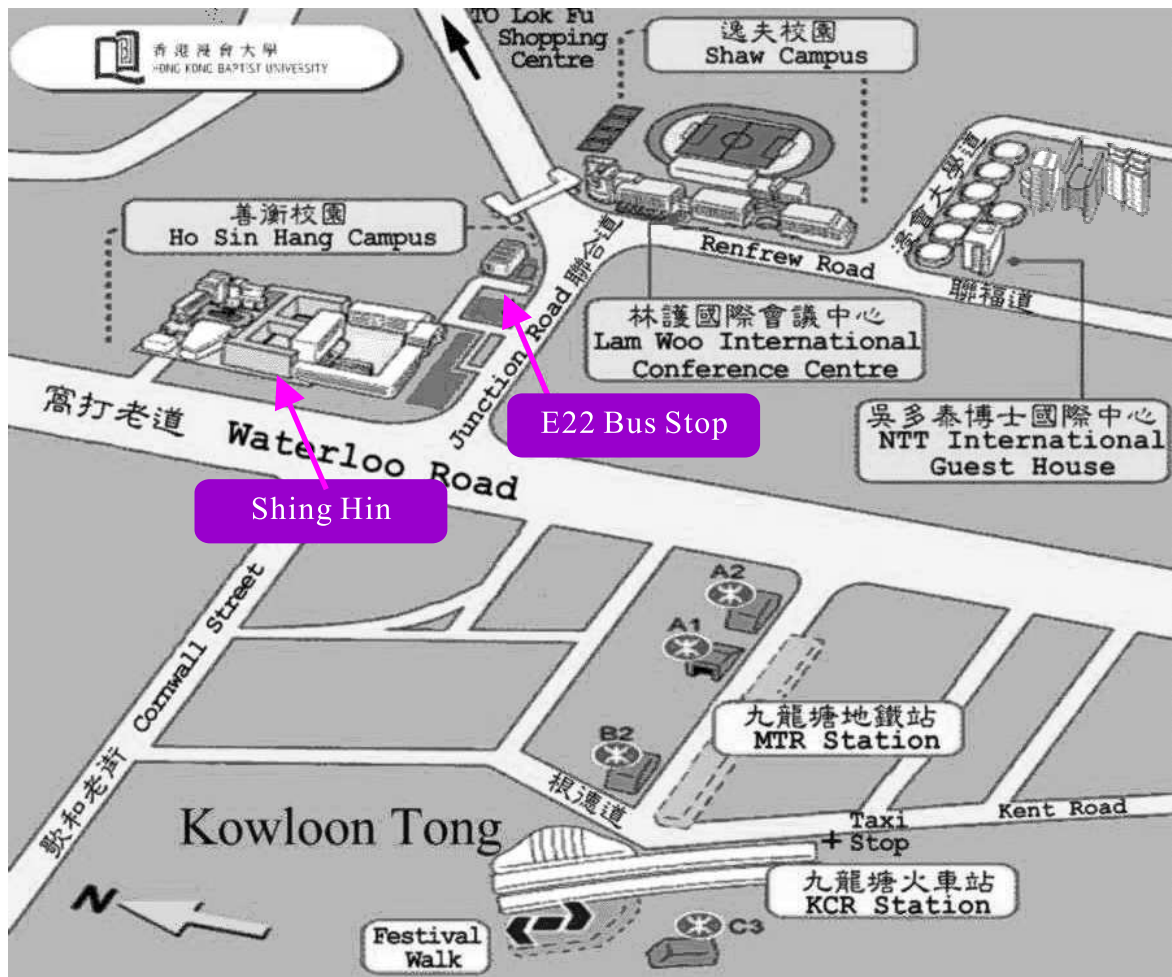 香港浸會大學
HONG KONG BAPTIST UNIVERSITY
TO Lok Fu
Shopping
Centre
逸夫校園
Shaw Campus
善衡校園
Ho Sin Hang Campus
浸會大學道
Renfrew Road
聯福道
Junction Road 聯合道
林護國際會議中心
Lam Woo International
Conference Centre
E22 Bus Stop
吳多泰博士國際中心
NTT International
Guest House
窩打老道 Waterloo Road
Shing Hin
A2
A1
B2
歌和老街 Cornwall Street
九龍塘地鐵站
MTR Station
根德道
Kowloon Tong
Kent Road
Taxi
Stop
九龍塘火車站
KCR Station
N
Festival
Walk
C3